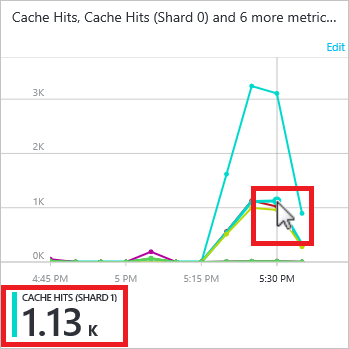 Cache Hits, Cache Hits (Shard 0) and 6 more metric...
Edit
3K
2K
1K
0K
4:45 PM 5 PM 5:15 PM 5:30 PM
CACHE HITS (SHARD 1)
1.13 K